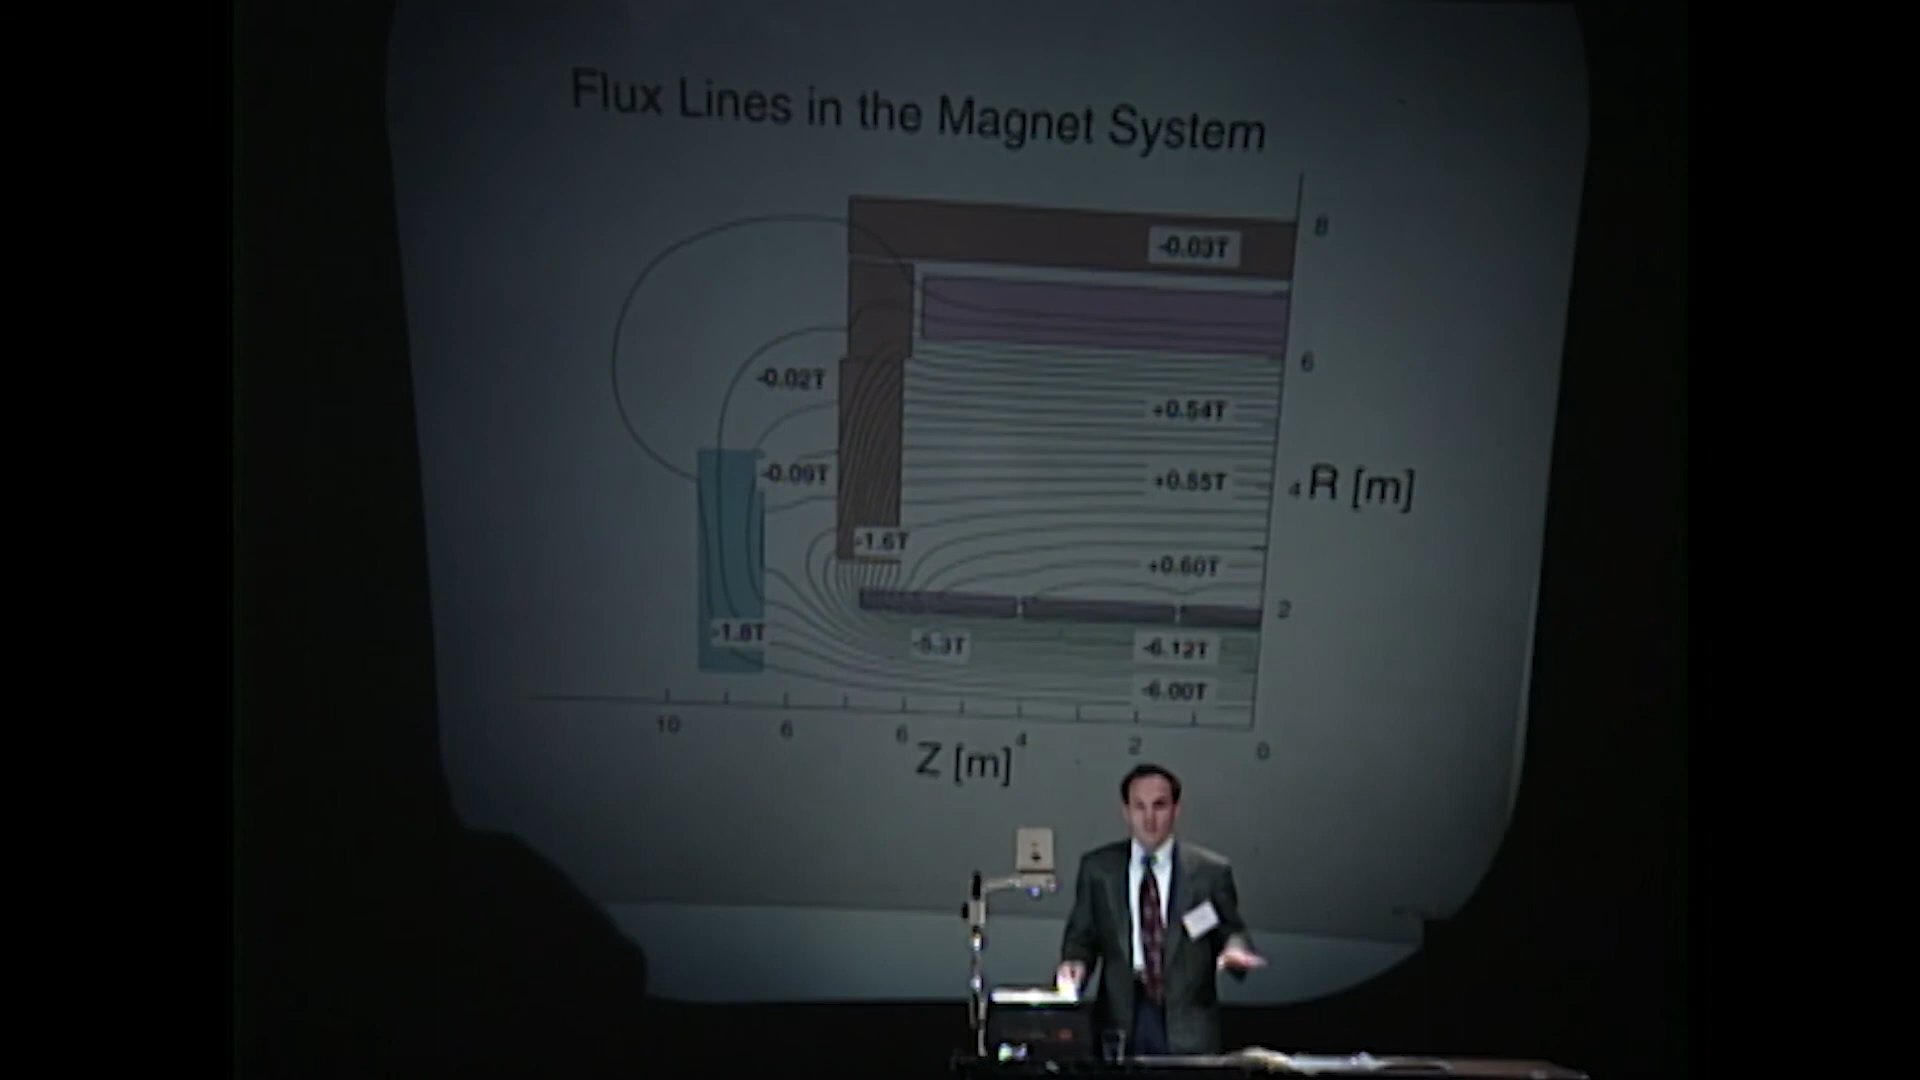 Flux Lines in the Magnet System
8
-0.03T
6
-0.02T
+0.54T
-0.09T
+0.55T
4 R [m]
-1.6T
+0.60T
2
-1.8T
-5.3T
-6.12T
-6.00T
10 8 6 4 2 0
Z [m]